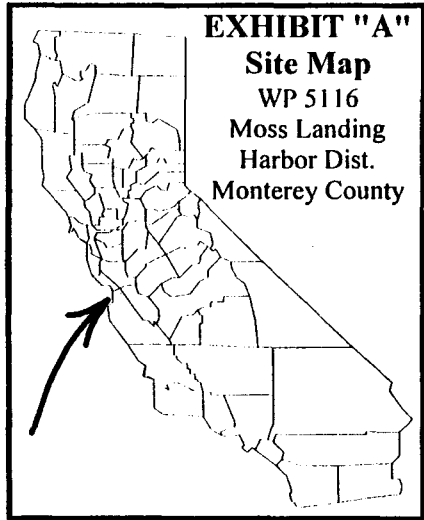 EXHIBIT "A"
Site Map
WP 5116
Moss Landing
Harbor Dist.
Monterey County